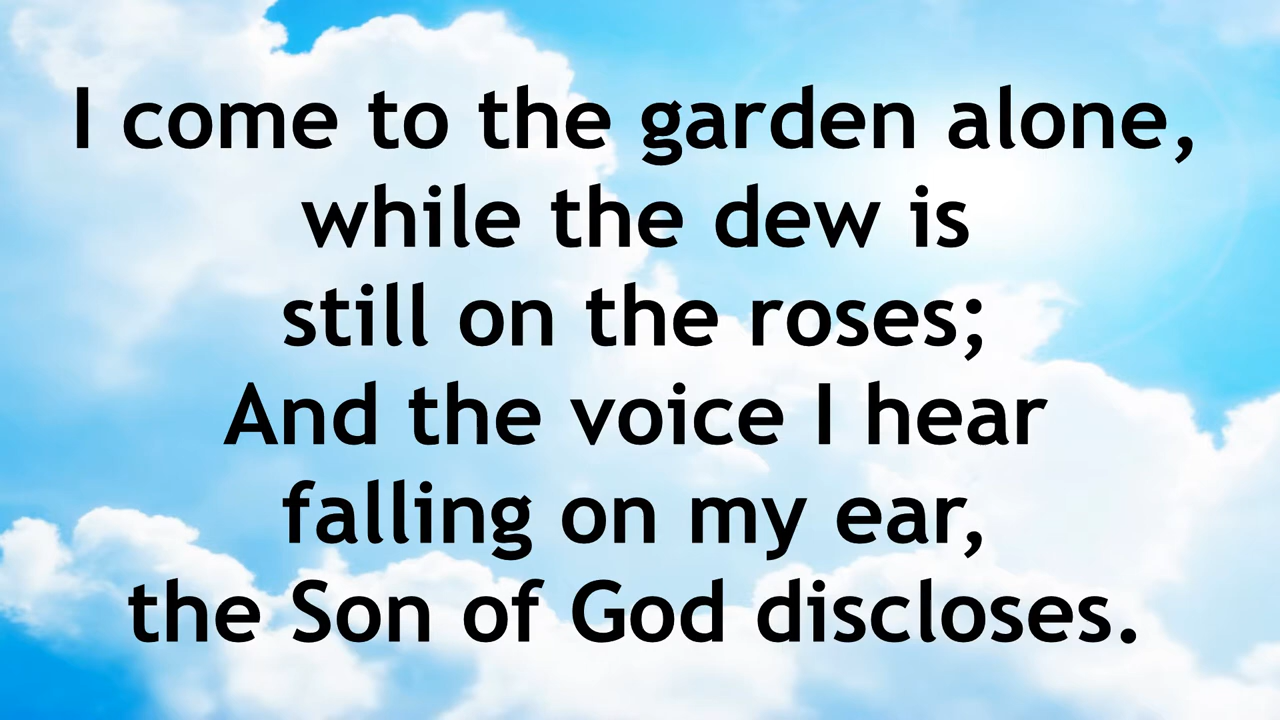 I come to the garden alone,
while the dew is
still on the roses;
And the voice I hear
falling on my ear,
the Son of God discloses.